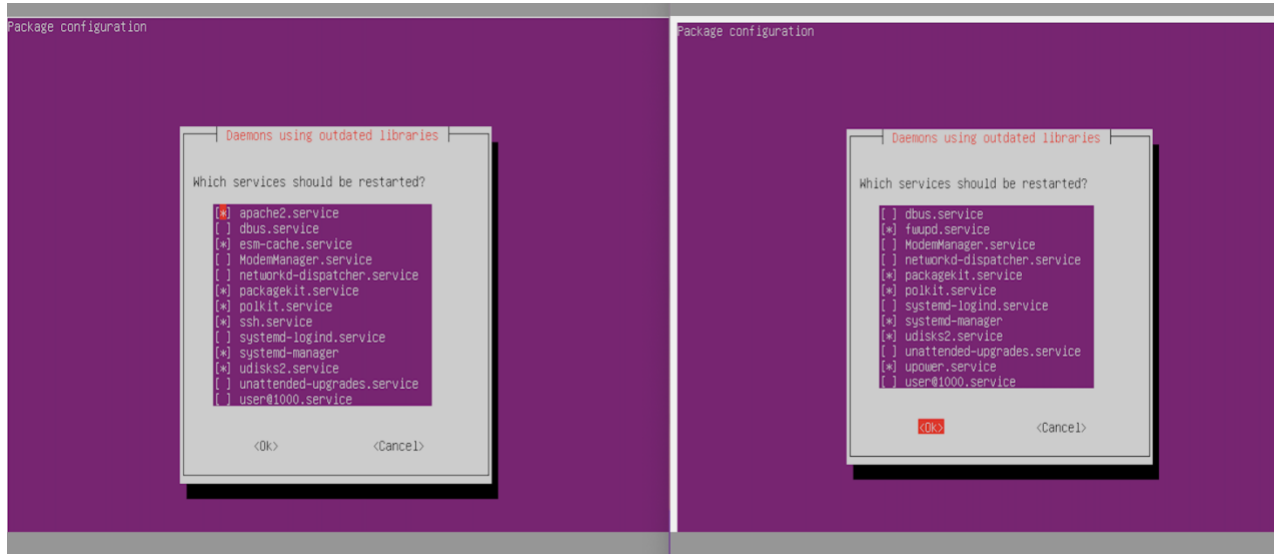 Package configuration
Daemons using outdated libraries
Which services should be restarted?
[*] apache2.service
[ ] dbus.service
[*] esm-cache.service
[ ] ModemManager.service
[ ] networkd-dispatcher.service
[*] packagekit.service
[*] polkit.service
[*] ssh.service
[ ] systemd-logind.service
[*] systemd-manager
[*] udisks2.service
[ ] unattended-upgrades.service
[ ] user@1000.service
<Ok> <Cancel>
Package configuration
Daemons using outdated libraries
Which services should be restarted?
[ ] dbus.service
[*] fwupd.service
[ ] ModemManager.service
[ ] networkd-dispatcher.service
[*] packagekit.service
[*] polkit.service
[ ] systemd-logind.service
[*] systemd-manager
[*] udisks2.service
[ ] unattended-upgrades.service
[*] upower.service
[ ] user@1000.service
<Ok> <Cancel>